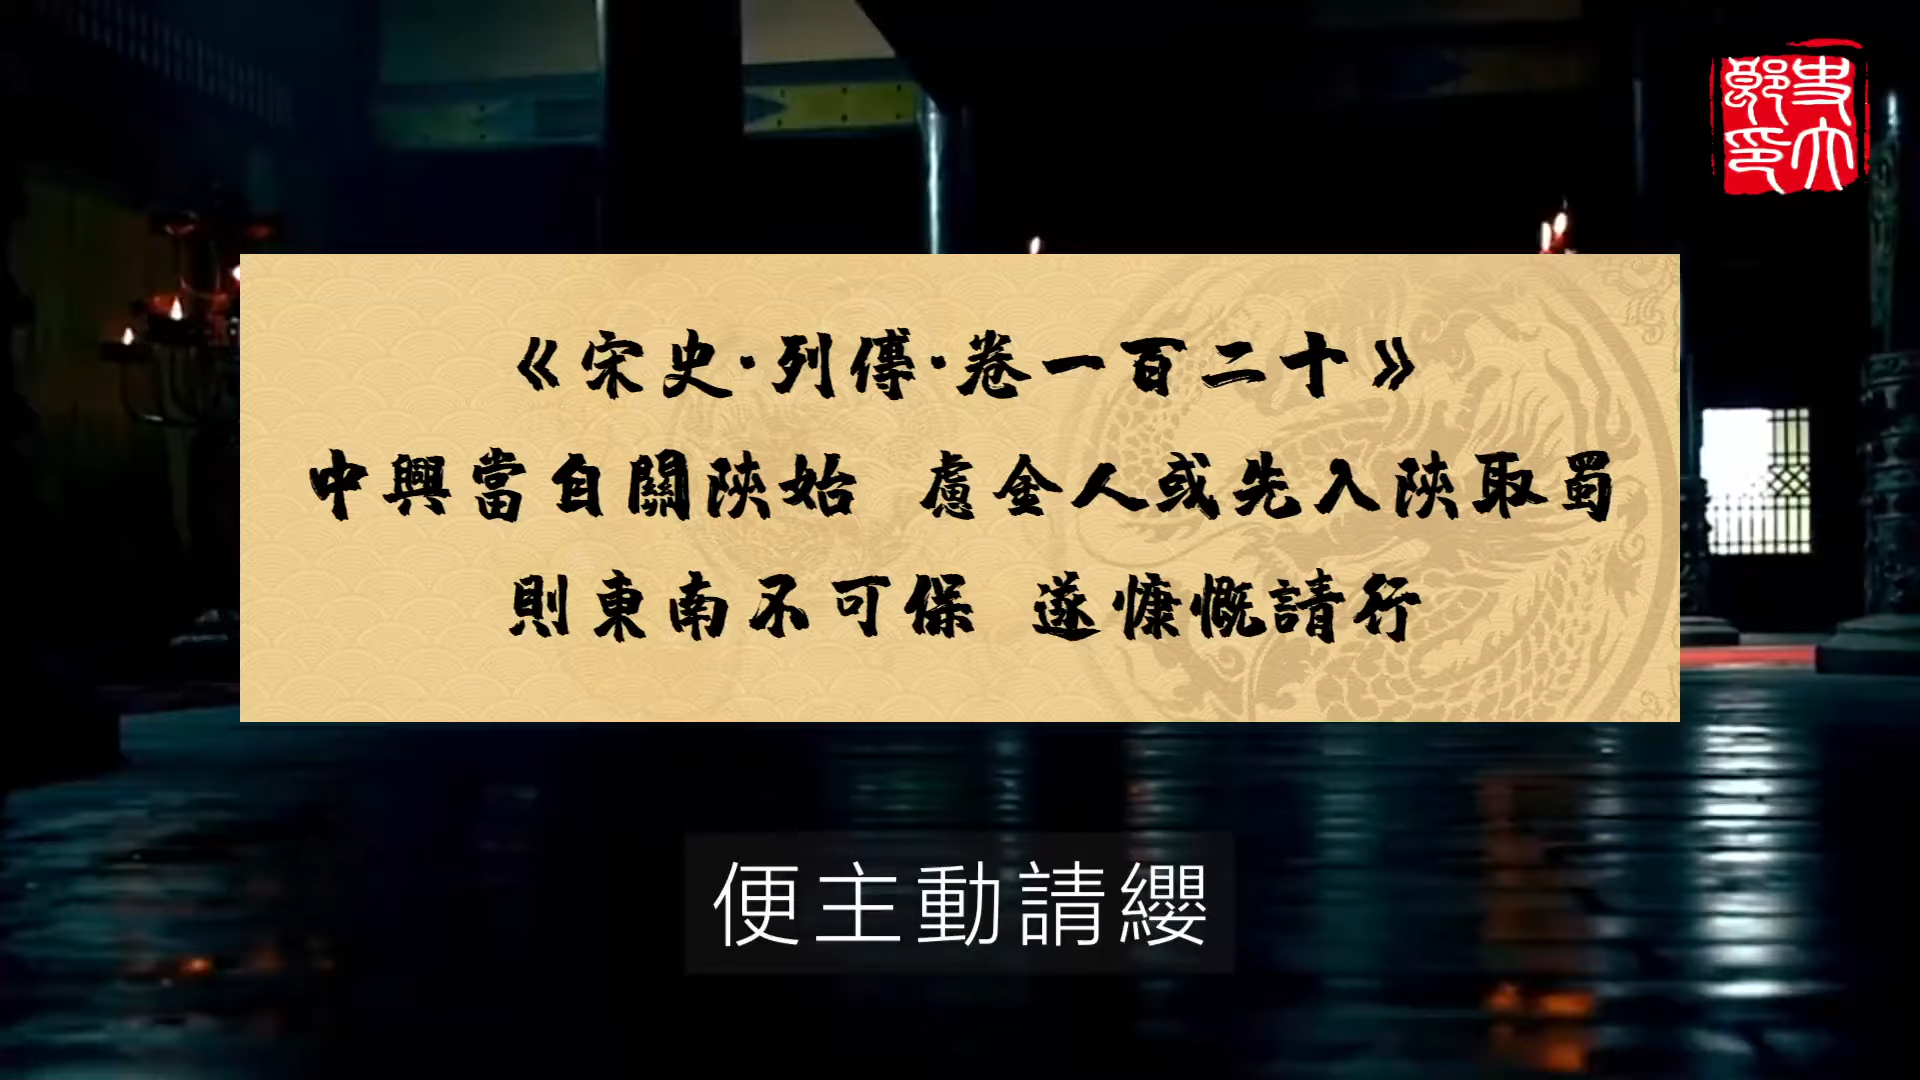 《宋史·列傳·卷一百二十》
中興當自關陝始 慮金人或先入陝取蜀
則東南不可保 遂慷慨請行
便主動請纓